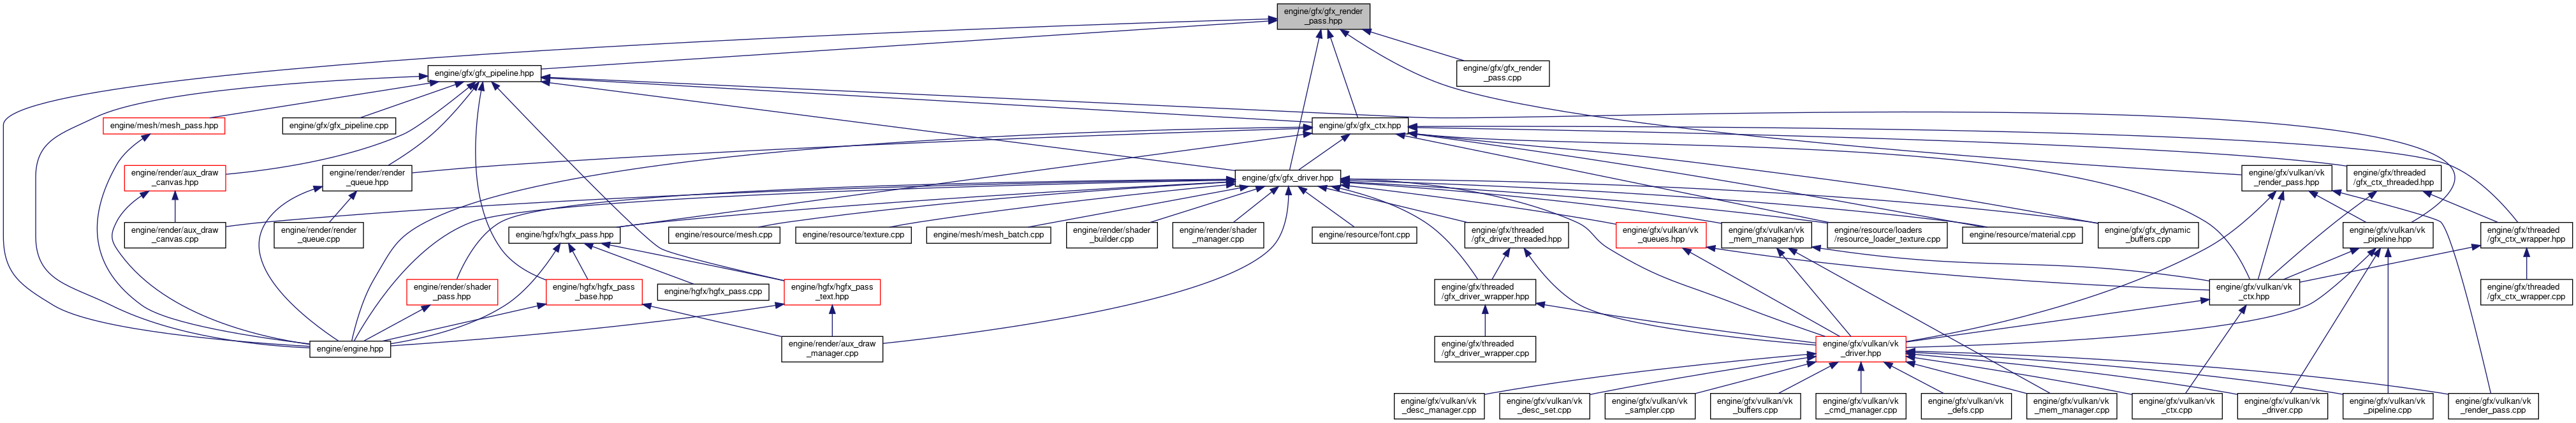 engine/gfx/gfx_render
_pass.hpp
engine/gfx/gfx_pipeline.hpp
engine/gfx/gfx_render
_pass.cpp
engine/mesh/mesh_pass.hpp
engine/gfx/gfx_pipeline.cpp
engine/gfx/gfx_ctx.hpp
engine/render/aux_draw
_canvas.hpp
engine/render/render
_queue.hpp
engine/gfx/gfx_driver.hpp
engine/gfx/vulkan/vk
_render_pass.hpp
engine/gfx/threaded
/gfx_ctx_threaded.hpp
engine/render/aux_draw
_canvas.cpp
engine/render/render
_queue.cpp
engine/hgfx/hgfx_pass.hpp
engine/resource/mesh.cpp
engine/resource/texture.cpp
engine/mesh/mesh_batch.cpp
engine/render/shader
_builder.cpp
engine/render/shader
_manager.cpp
engine/resource/font.cpp
engine/gfx/threaded
/gfx_driver_threaded.hpp
engine/gfx/vulkan/vk
_queues.hpp
engine/gfx/vulkan/vk
_mem_manager.hpp
engine/resource/loaders
/resource_loader_texture.cpp
engine/resource/material.cpp
engine/gfx/gfx_dynamic
_buffers.cpp
engine/gfx/vulkan/vk
_pipeline.hpp
engine/gfx/threaded
/gfx_ctx_wrapper.hpp
engine/render/shader
_pass.hpp
engine/hgfx/hgfx_pass
_base.hpp
engine/hgfx/hgfx_pass.cpp
engine/hgfx/hgfx_pass
_text.hpp
engine/gfx/threaded
/gfx_driver_wrapper.hpp
engine/gfx/vulkan/vk
_ctx.hpp
engine/gfx/threaded
/gfx_ctx_wrapper.cpp
engine/engine.hpp
engine/render/aux_draw
_manager.cpp
engine/gfx/threaded
/gfx_driver_wrapper.cpp
engine/gfx/vulkan/vk
_driver.hpp
engine/gfx/vulkan/vk
_desc_manager.cpp
engine/gfx/vulkan/vk
_desc_set.cpp
engine/gfx/vulkan/vk
_sampler.cpp
engine/gfx/vulkan/vk
_buffers.cpp
engine/gfx/vulkan/vk
_cmd_manager.cpp
engine/gfx/vulkan/vk
_defs.cpp
engine/gfx/vulkan/vk
_mem_manager.cpp
engine/gfx/vulkan/vk
_ctx.cpp
engine/gfx/vulkan/vk
_driver.cpp
engine/gfx/vulkan/vk
_pipeline.cpp
engine/gfx/vulkan/vk
_render_pass.cpp